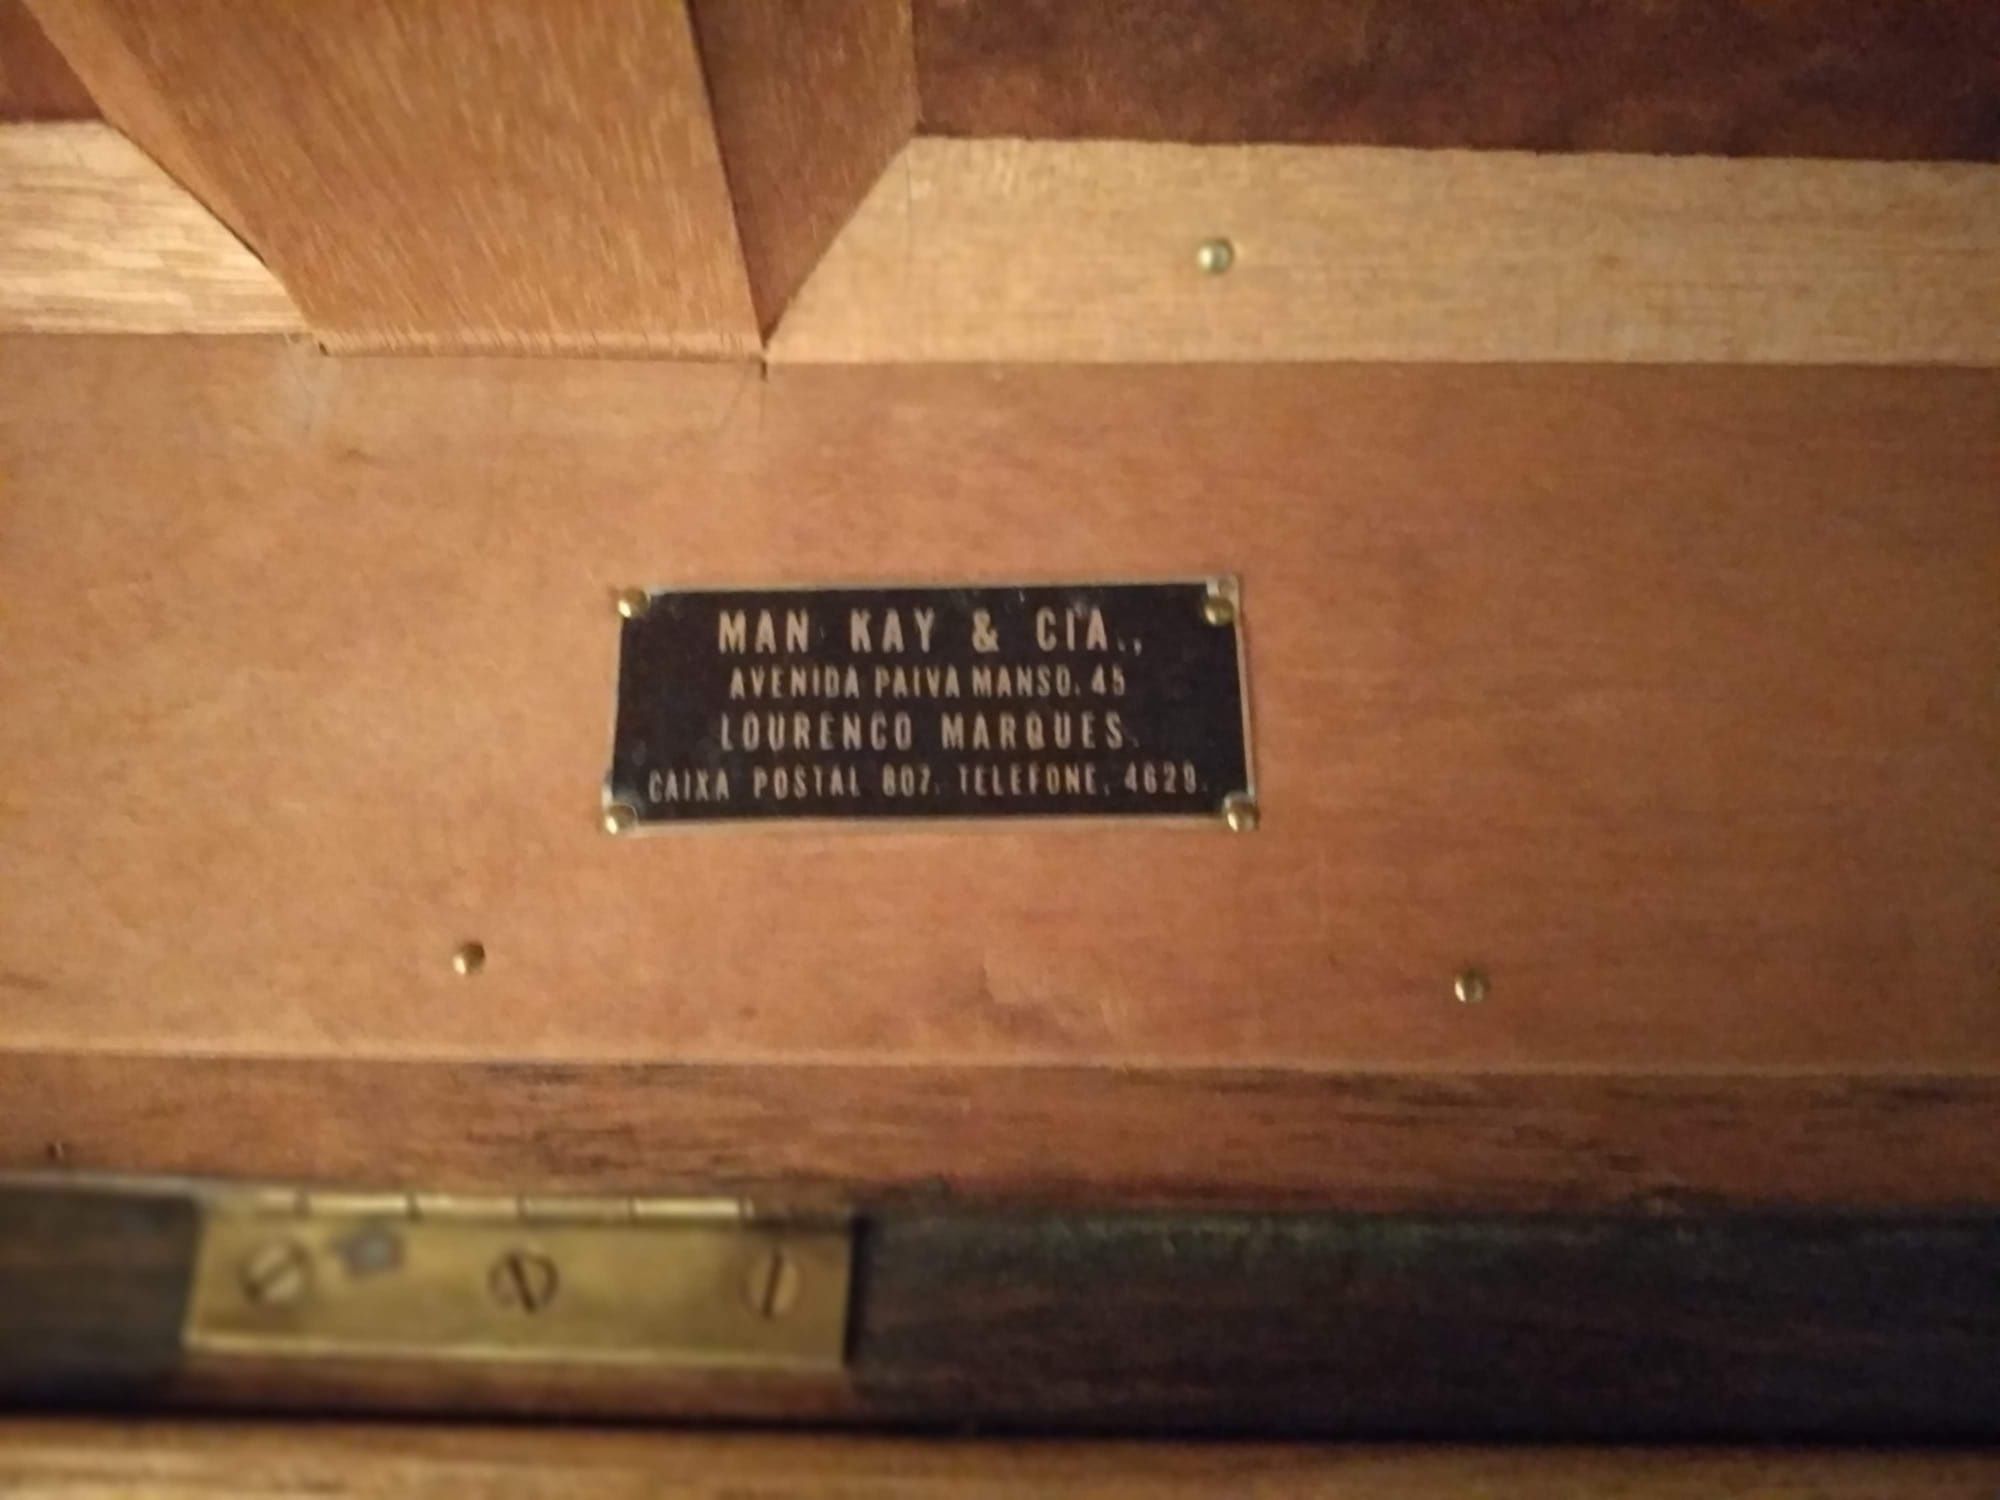 MAN KAY & CIA.,
AVENIDA PAIVA MANSO, 45
LOURENCO MARQUES.
CAIXA POSTAL 807. TELEFONE, 4629.